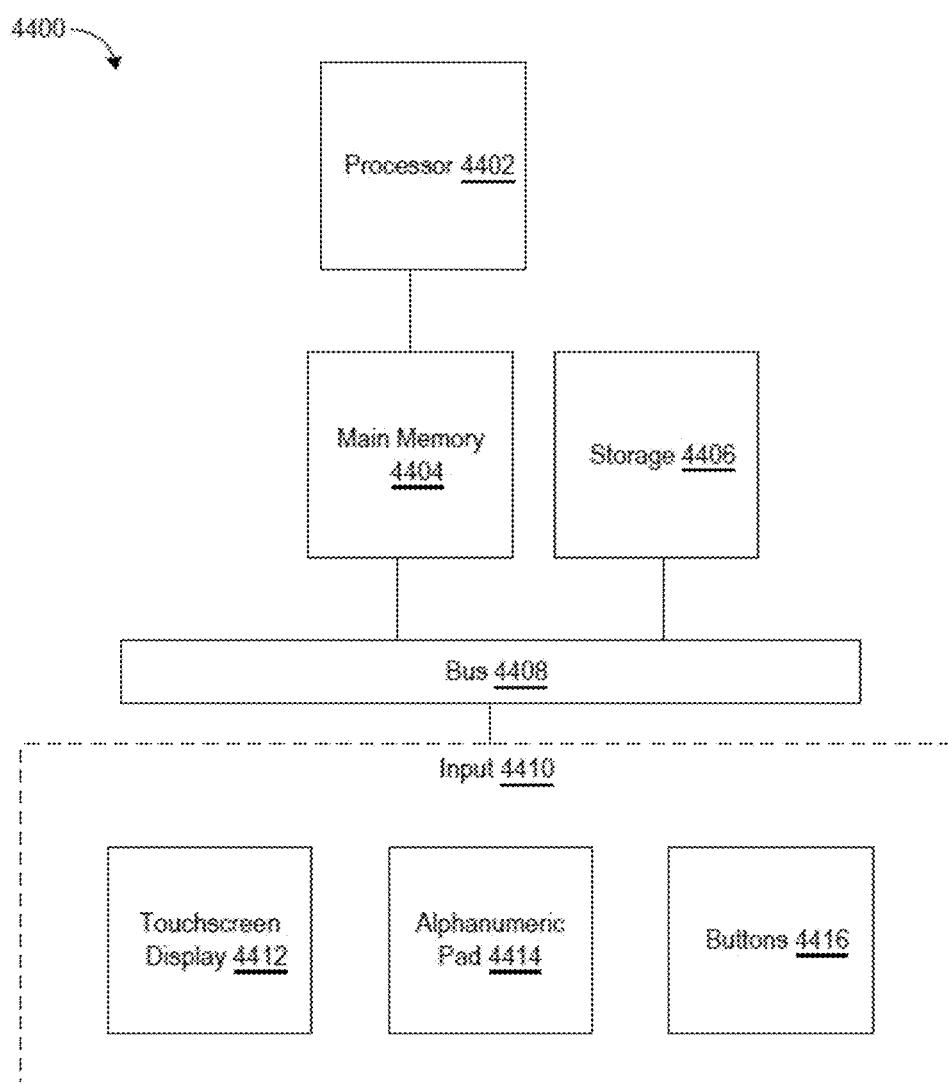 4400
Processor 4402
Main Memory
4404
Storage 4406
Bus 4408
Input 4410
Touchscreen
Display 4412
Alphanumeric
Pad 4414
Buttons 4416